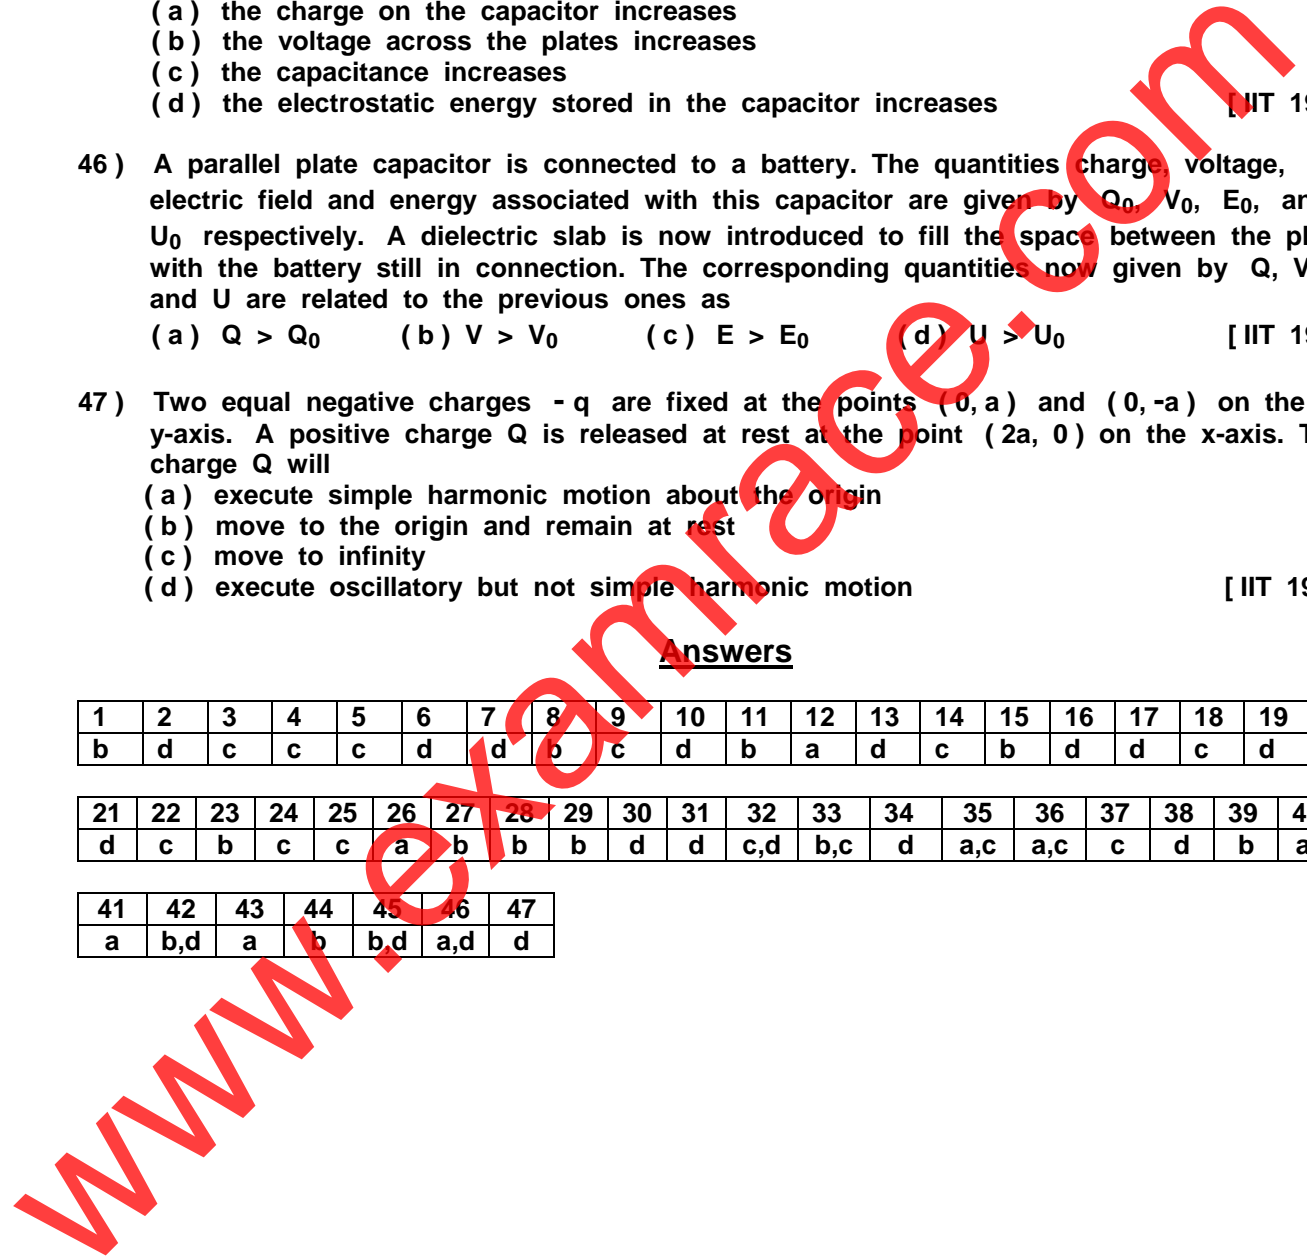 ( a ) the charge on the capacitor increases
( b ) the voltage across the plates increases
( c ) the capacitance increases
( d ) the electrostatic energy stored in the capacitor increases [ IIT 19
46 ) A parallel plate capacitor is connected to a battery. The quantities charge, voltage,
electric field and energy associated with this capacitor are given by Q0, V0, E0, an
U0 respectively. A dielectric slab is now introduced to fill the space between the pl
with the battery still in connection. The corresponding quantities now given by Q, V
and U are related to the previous ones as
( a ) Q > Q0 ( b ) V > V0 ( c ) E > E0 ( d ) U > U0 [ IIT 19
47 ) Two equal negative charges - q are fixed at the points ( 0, a ) and ( 0, -a ) on the
y-axis. A positive charge Q is released at rest at the point ( 2a, 0 ) on the x-axis. T
charge Q will
( a ) execute simple harmonic motion about the origin
( b ) move to the origin and remain at rest
( c ) move to infinity
( d ) execute oscillatory but not simple harmonic motion [ IIT 19
Answers
1 2 3 4 5 6 7 8 9 10 11 12 13 14 15 16 17 18 19
b d c c c d d b c d b a d c b d d c d
21 22 23 24 25 26 27 28 29 30 31 32 33 34 35 36 37 38 39 4
d c b c c a b b b d d c,d b,c d a,c a,c c d b a
41 42 43 44 45 46 47
a b,d a b b,d a,d d
www.examrace.com